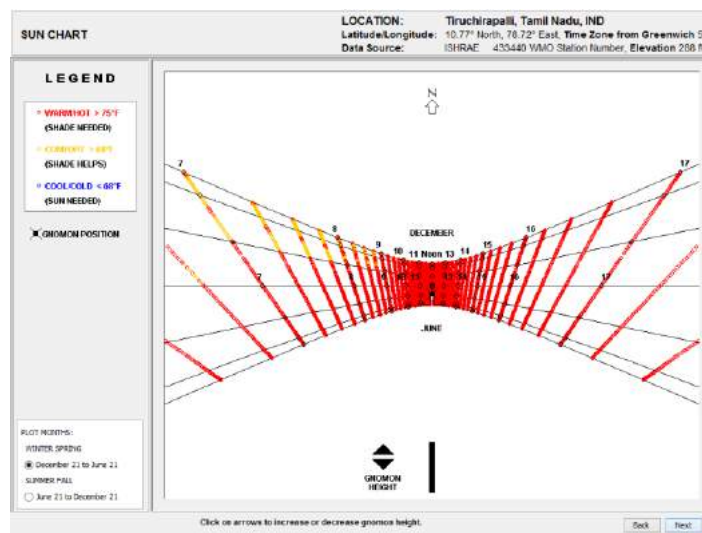 SUN CHART
LOCATION: Tiruchirapalli, Tamil Nadu, IND
Latitude/Longitude: 10.77° North, 78.72° East, Time Zone from Greenwich 5
Data Source: ISHRAE 433440 WMO Station Number, Elevation 288 f
LEGEND
WARM/HOT > 75°F
(SHADE NEEDED)
COMFORT > 68°F
(SHADE HELPS)
COOL/COLD < 68°F
(SUN NEEDED)
GNOMON POSITION
PLOT MONTHS:
WINTER SPRING
December 21 to June 21
SUMMER FALL
June 21 to December 21
N
7 17
8 DECEMBER 16
9 15
10 11 Noon 13 14
7 17
JUNE
GNOMON
HEIGHT
Click on arrows to increase or decrease gnomon height.
Back Next